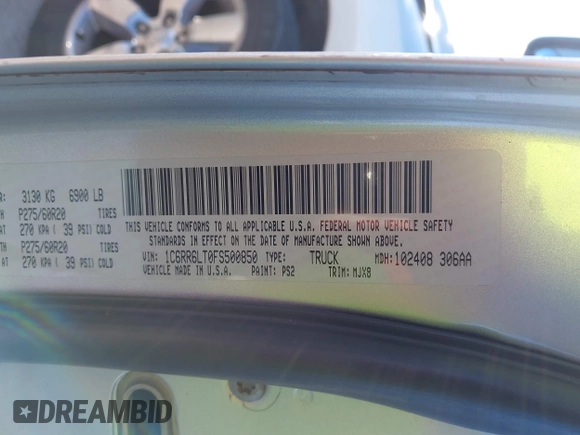 3130 KG 6900 LB
P275/60R20 TIRES
AT 270 KPA ( 39 PSI) COLD
P275/60R20 TIRES
AT 270 KPA ( 39 PSI) COLD
THIS VEHICLE CONFORMS TO ALL APPLICABLE U.S.A. FEDERAL MOTOR VEHICLE SAFETY
STANDARDS IN EFFECT ON THE DATE OF MANUFACTURE SHOWN ABOVE.
VIN: 1C6RR6LT0FS500850 TYPE: TRUCK MDH: 102408 306AA
VEHICLE MADE IN U.S.A. PAINT: PS2 TRIM: MJX8
DREAMBID